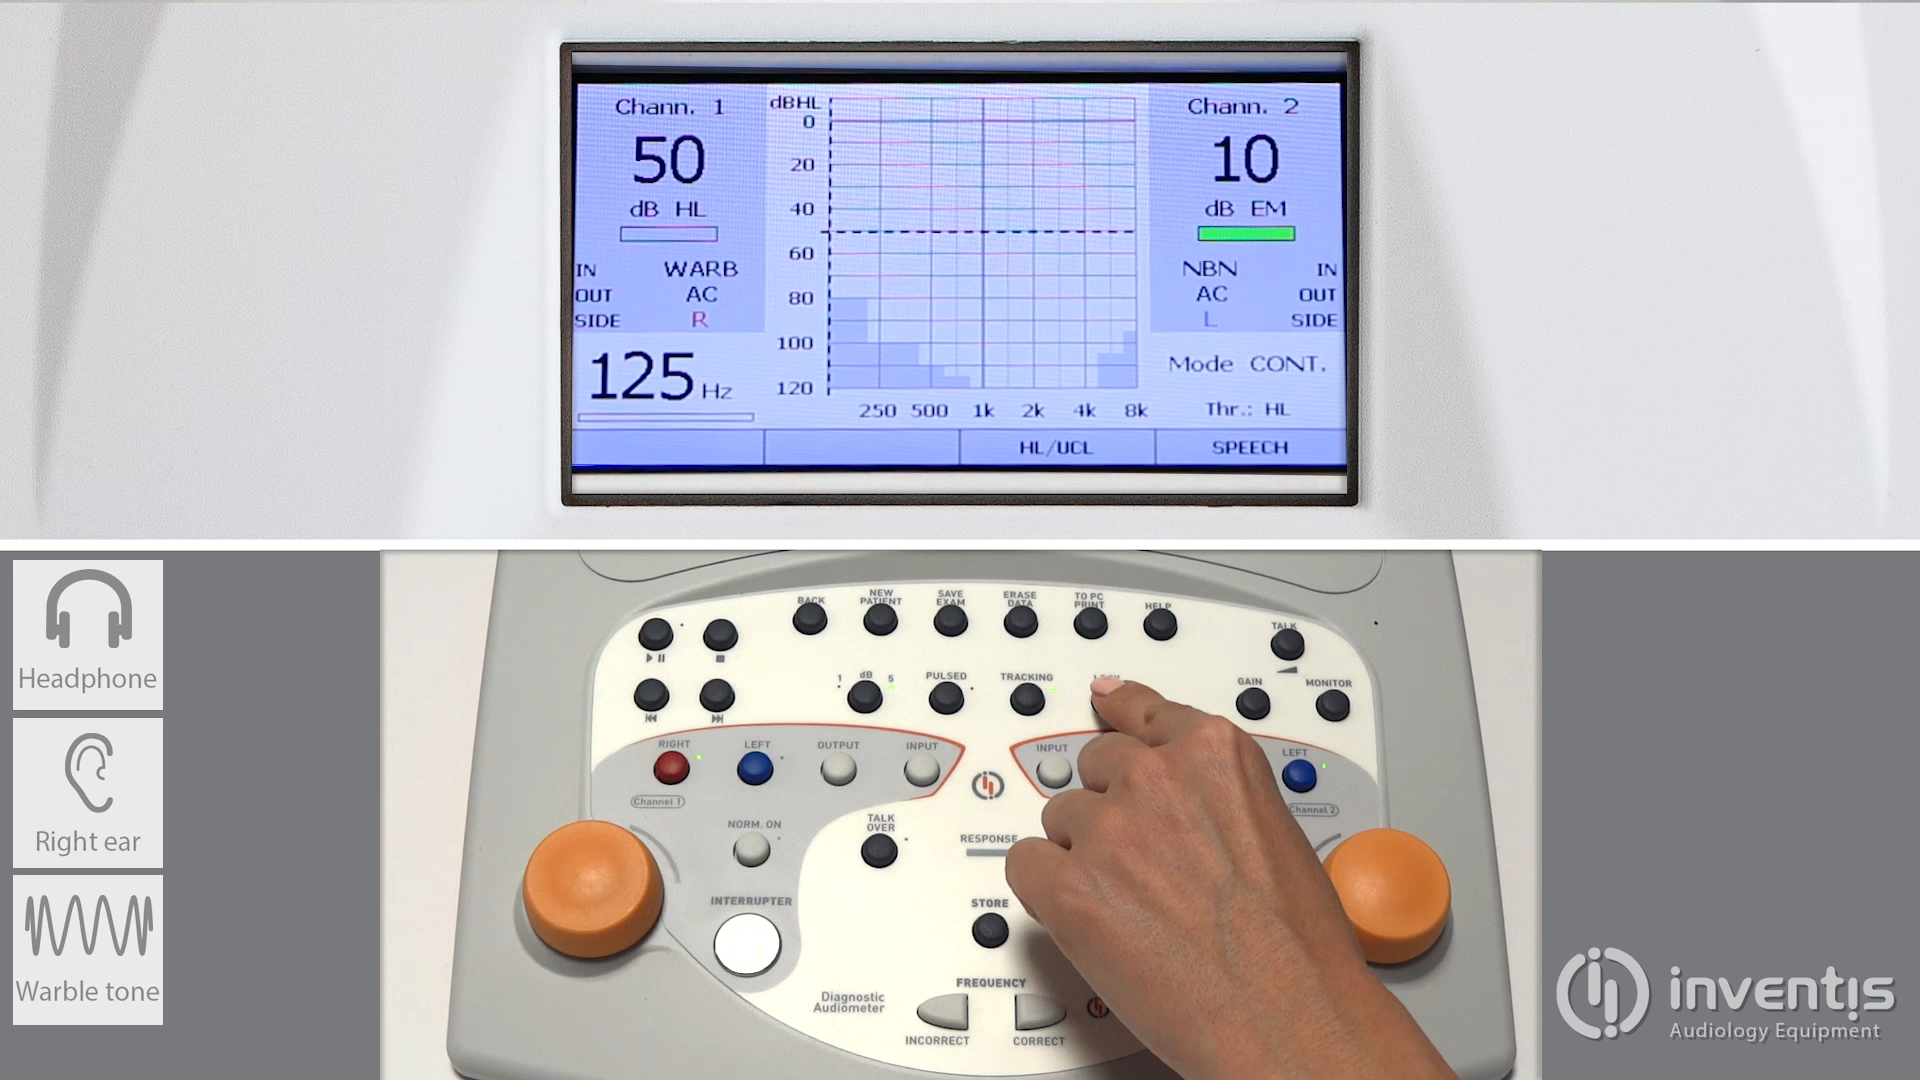 Chann. 1
50
dB HL
IN WARB
OUT AC
SIDE R
125 Hz
dBHL
0
20
40
60
80
100
120
250 500 1k 2k 4k 8k
Chann. 2
10
dB EM
NBN IN
AC OUT
L SIDE
Mode CONT.
Thr.: HL
HL/UCL
SPEECH
Headphone
Right ear
Warble tone
BACK
NEW
PATIENT
SAVE
EXAM
ERASE
DATA
TO PC
PRINT
HELP
TALK
1 dB 5
PULSED
TRACKING
GAIN
MONITOR
RIGHT
LEFT
OUTPUT
INPUT
INPUT
LEFT
Channel 1
Channel 2
NORM. ON
TALK
OVER
RESPONSE
INTERRUPTER
STORE
FREQUENCY
Diagnostic
Audiometer
INCORRECT
CORRECT
inventis
Audiology Equipment